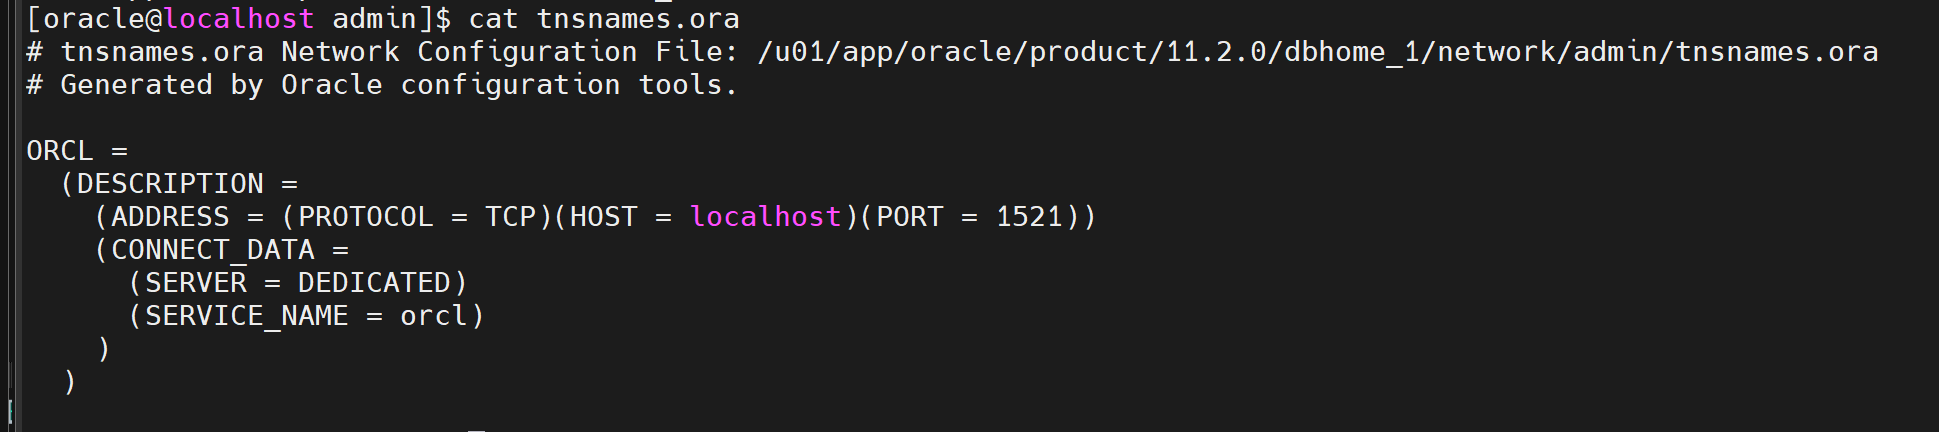 [oracle@localhost admin]$ cat tnsnames.ora
# tnsnames.ora Network Configuration File: /u01/app/oracle/product/11.2.0/dbhome_1/network/admin/tnsnames.ora
# Generated by Oracle configuration tools.

ORCL =
  (DESCRIPTION =
    (ADDRESS = (PROTOCOL = TCP)(HOST = localhost)(PORT = 1521))
    (CONNECT_DATA =
      (SERVER = DEDICATED)
      (SERVICE_NAME = orcl)
    )
  )